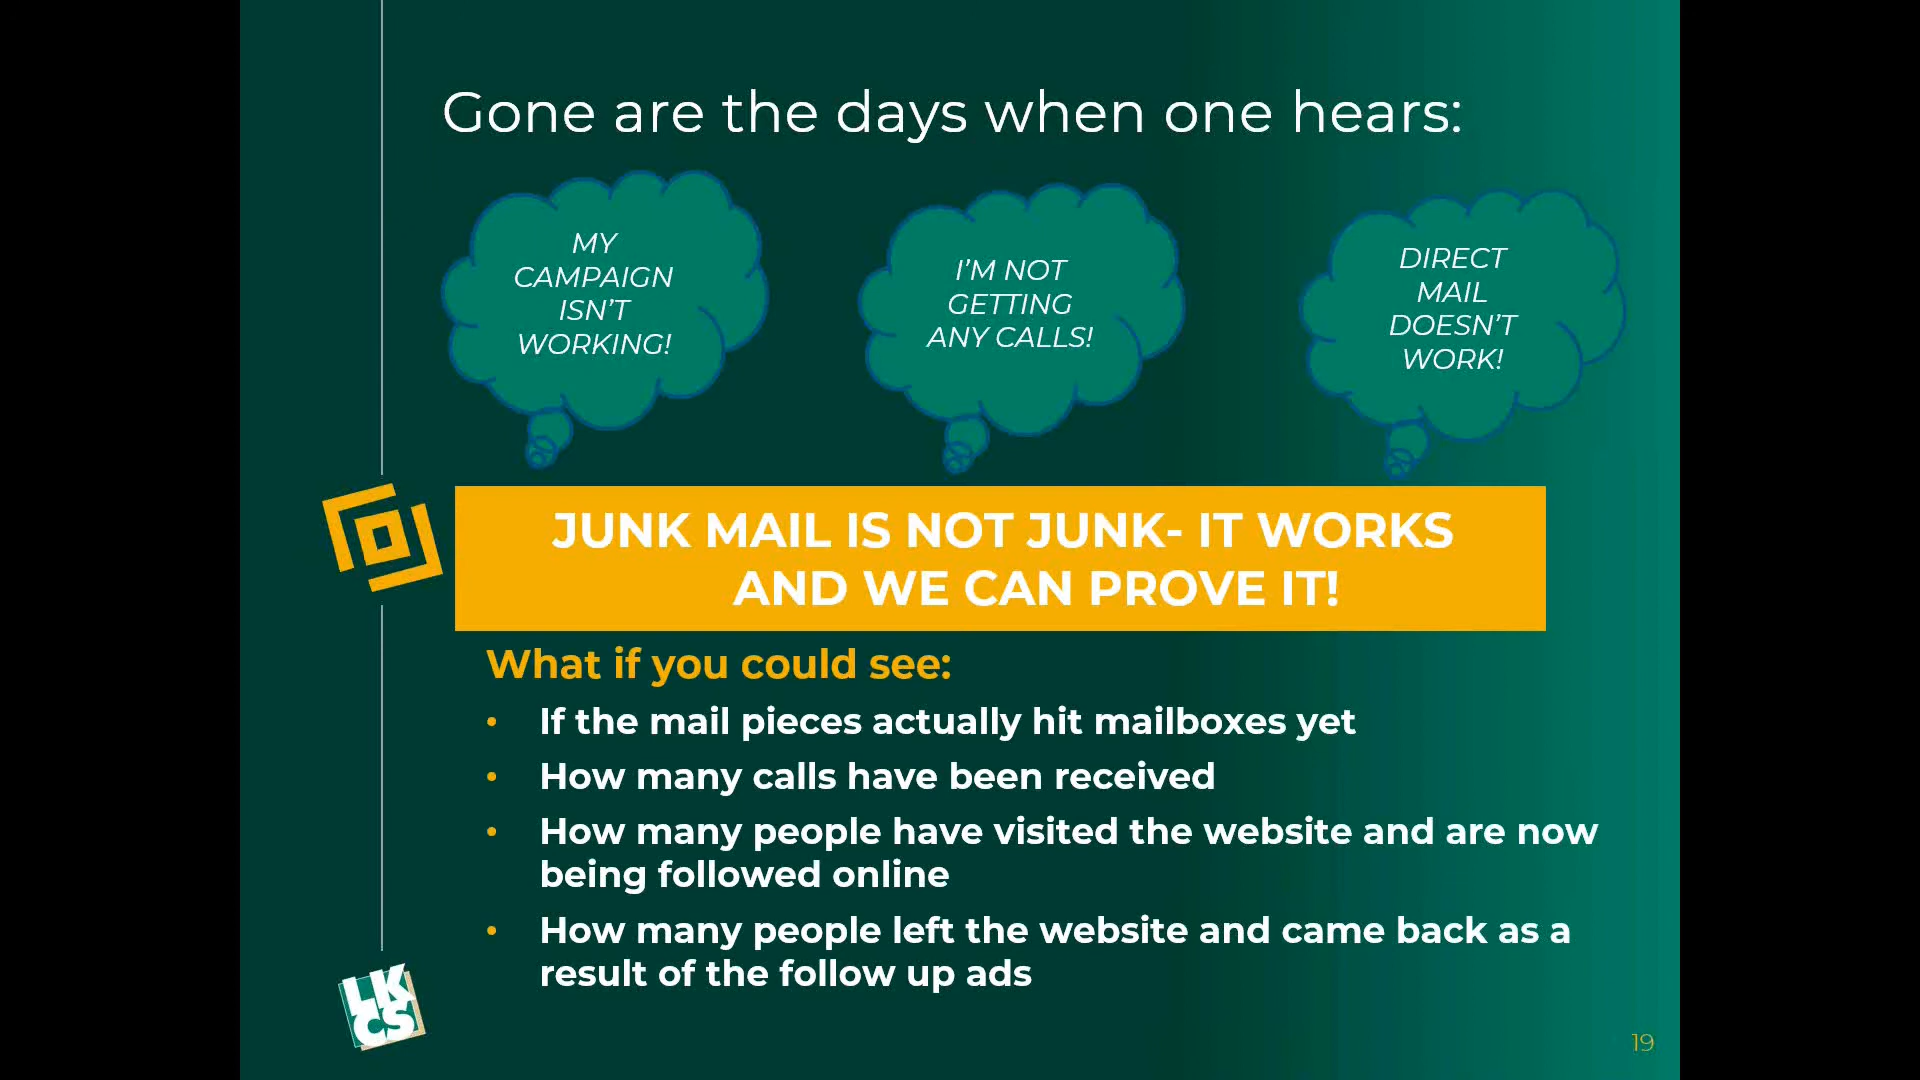 Gone are the days when one hears:
MY
CAMPAIGN
ISN’T
WORKING!
I’M NOT
GETTING
ANY CALLS!
DIRECT
MAIL
DOESN’T
WORK!
JUNK MAIL IS NOT JUNK- IT WORKS
AND WE CAN PROVE IT!
What if you could see:
• If the mail pieces actually hit mailboxes yet
• How many calls have been received
• How many people have visited the website and are now
being followed online
• How many people left the website and came back as a
result of the follow up ads
LK
CS
19